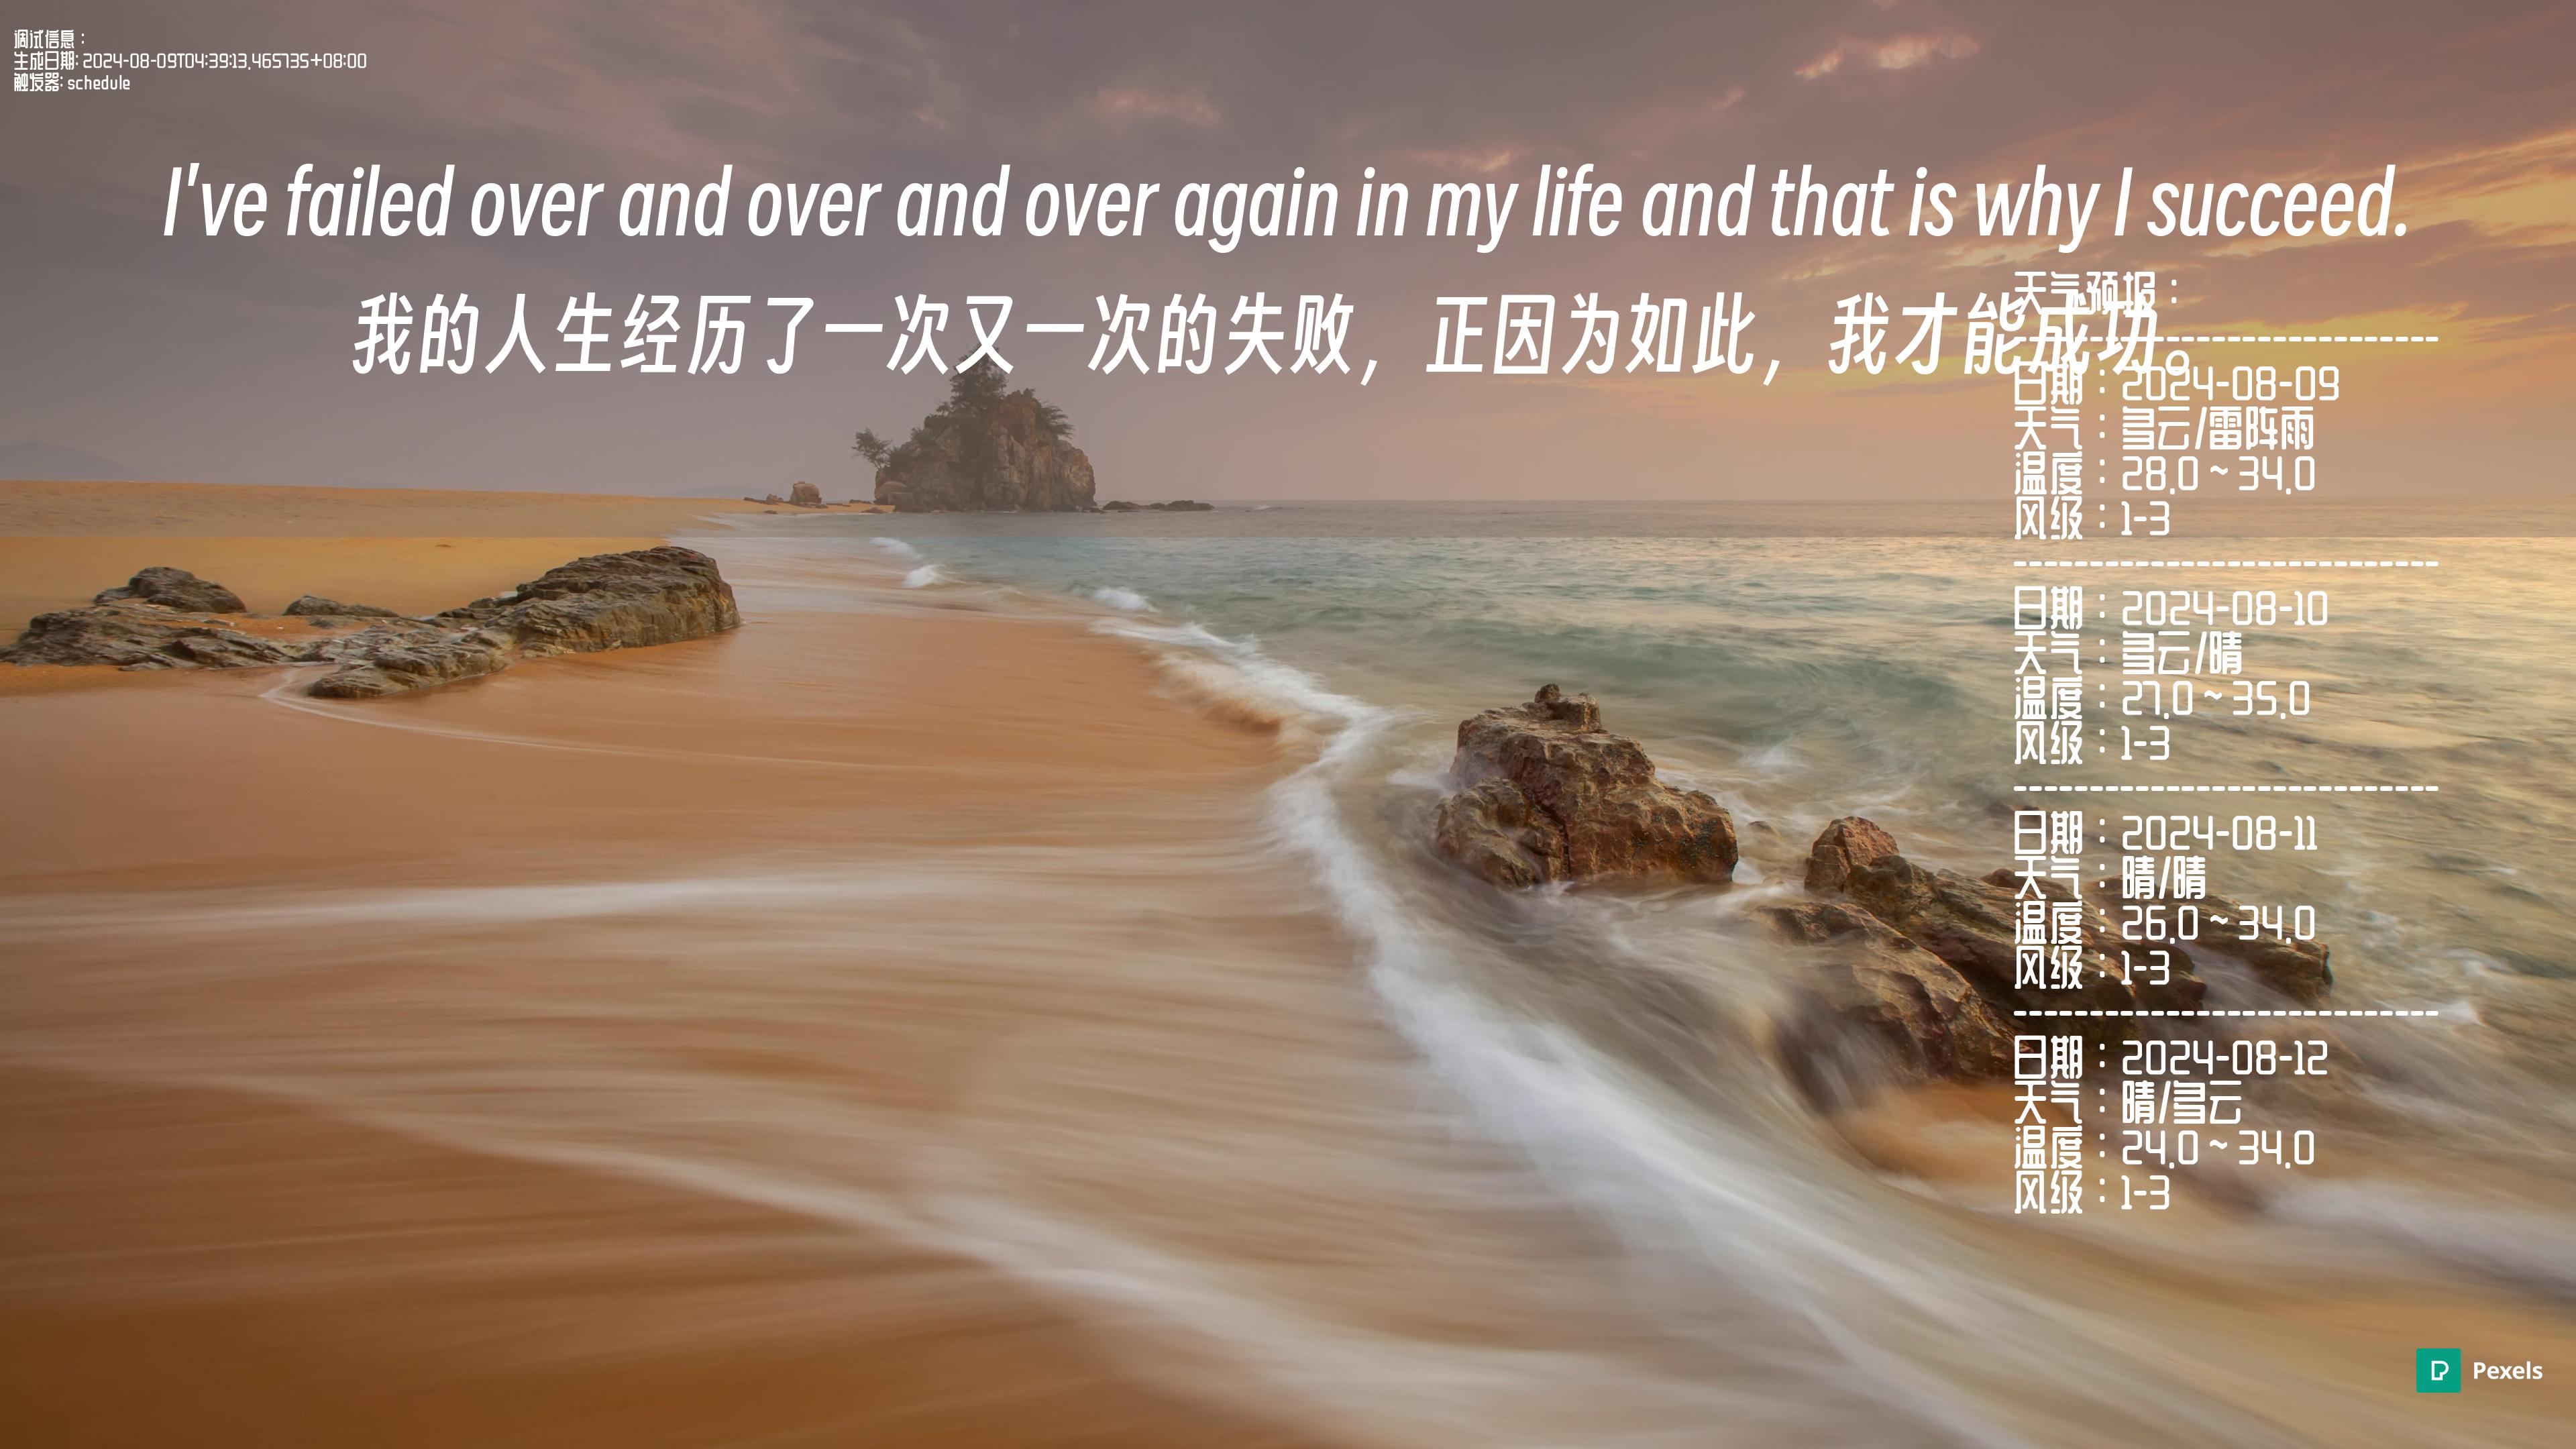 调试信息：
生成日期: 2024-08-09T04:39:13.465735+08:00
触发器: schedule
I've failed over and over and over again in my life and that is why I succeed.
我的人生经历了一次又一次的失败，正因为如此，我才能成功。
天气预报：
----------------------------
日期：2024-08-09
天气：多云/雷阵雨
温度：28.0 ~ 34.0
风级：1-3
----------------------------
日期：2024-08-10
天气：多云/晴
温度：27.0 ~ 35.0
风级：1-3
----------------------------
日期：2024-08-11
天气：晴/晴
温度：26.0 ~ 34.0
风级：1-3
----------------------------
日期：2024-08-12
天气：晴/多云
温度：24.0 ~ 34.0
风级：1-3
Pexels